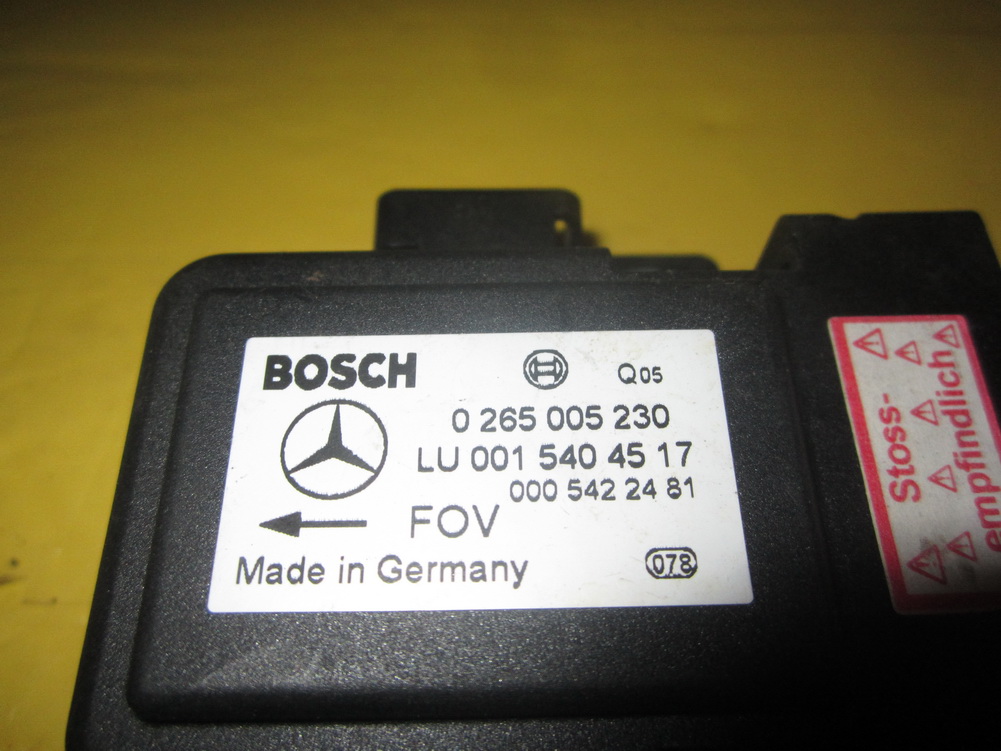 BOSCH
Q05
0 265 005 230
LU 001 540 45 17
000 542 24 81
FOV
Made in Germany
078
Stoss-
empfindlich